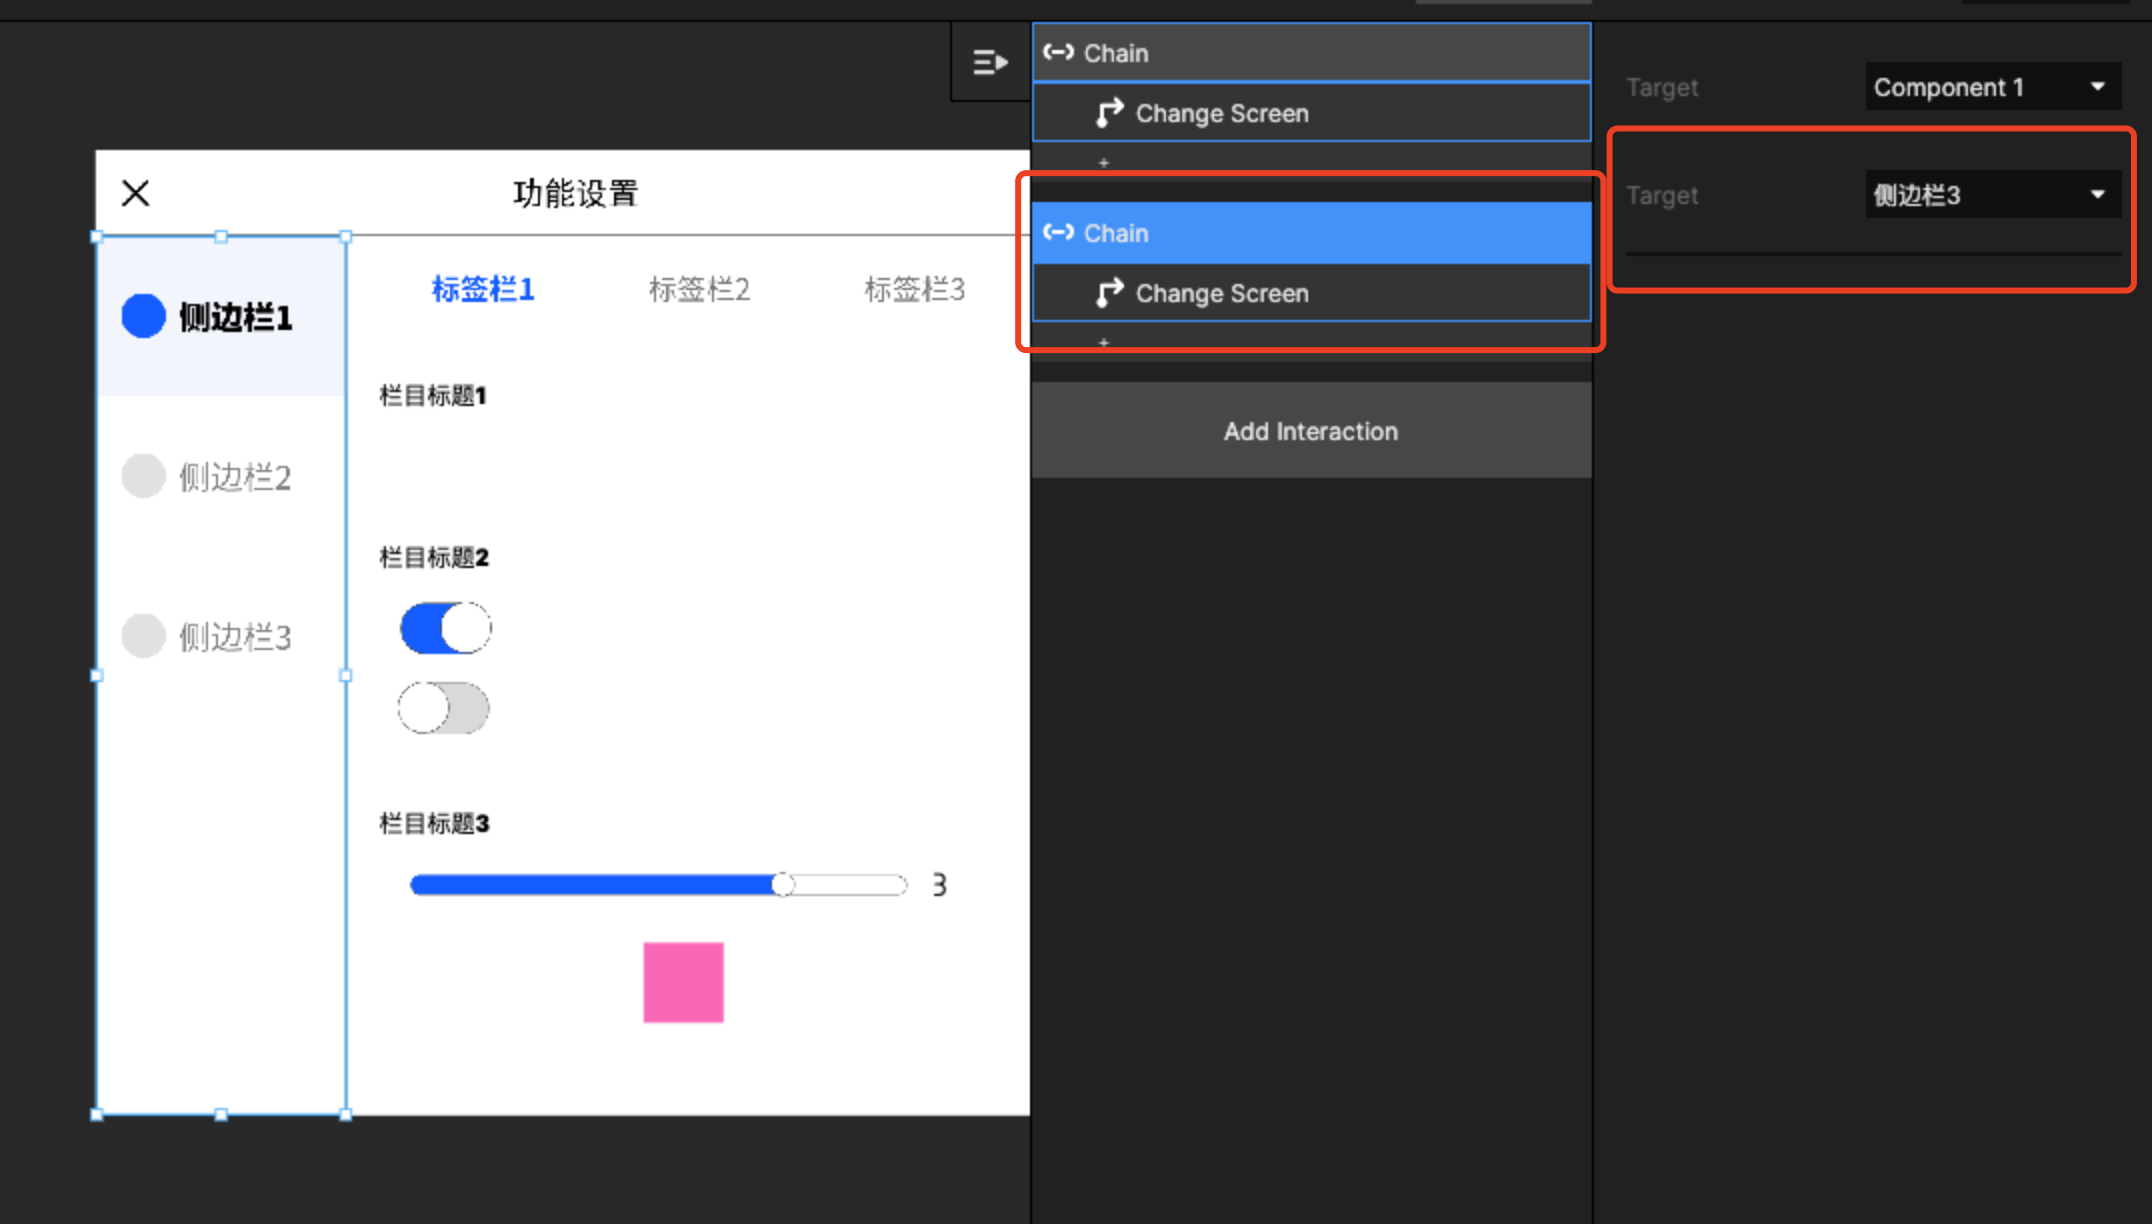 Chain
Target
Component 1
Change Screen
+
功能设置
Target
侧边栏3
Chain
标签栏1
标签栏2
标签栏3
Change Screen
侧边栏1
+
栏目标题1
Add Interaction
侧边栏2
栏目标题2
侧边栏3
栏目标题3
3